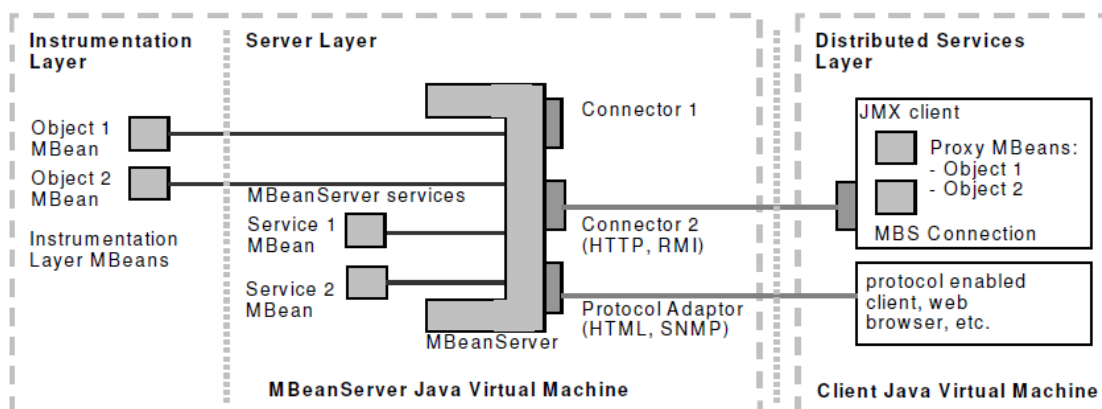 Instrumentation
Layer
Object 1
MBean
Object 2
MBean
Instrumentation
Layer MBeans
Server Layer
MBeanServer services
Service 1
MBean
Service 2
MBean
MBeanServer
Connector 1
Connector 2
(HTTP, RMI)
Protocol Adaptor
(HTML, SNMP)
MBeanServer Java Virtual Machine
Distributed Services
Layer
JMX client
Proxy MBeans:
- Object 1
- Object 2
MBS Connection
protocol enabled
client, web
browser, etc.
Client Java Virtual Machine